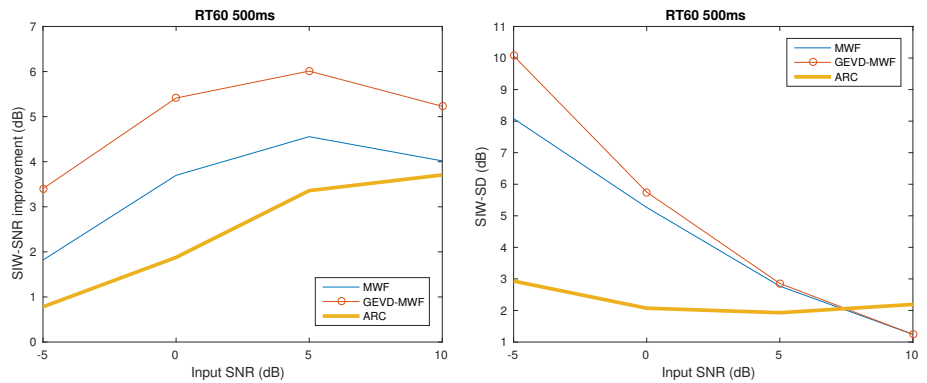 RT60 500ms
7
6
5
4
3
2
1
0
SIW-SNR improvement (dB)
MWF
GEVD-MWF
ARC
-5
0
5
10
Input SNR (dB)
RT60 500ms
11
10
9
8
7
6
5
4
3
2
1
SIW-SD (dB)
MWF
GEVD-MWF
ARC
-5
0
5
10
Input SNR (dB)